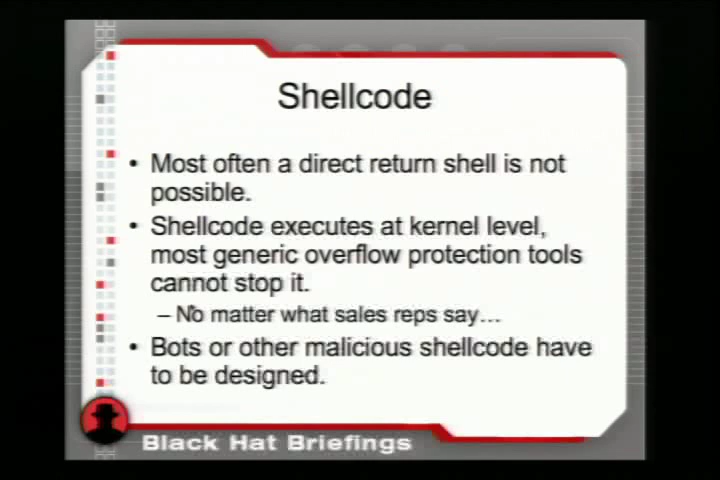 Shellcode
• Most often a direct return shell is not
possible.
• Shellcode executes at kernel level,
most generic overflow protection tools
cannot stop it.
– No matter what sales reps say…
• Bots or other malicious shellcode have
to be designed.
Black Hat Briefings